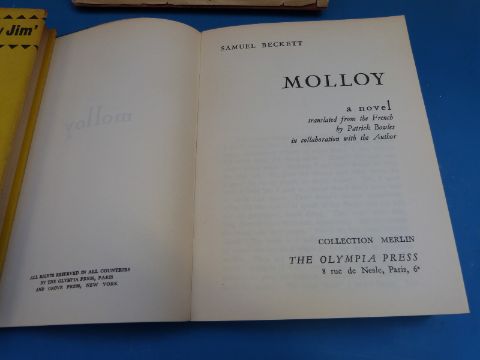 y Jim'
molloy
ALL RIGHTS RESERVED IN ALL COUNTRIES
BY THE OLYMPIA PRESS, PARIS
AND GROVE PRESS, NEW YORK
SAMUEL BECKETT
MOLLOY
a novel
translated from the French
by Patrick Bowles
in collaboration with the Author
COLLECTION MERLIN
THE OLYMPIA PRESS
8 rue de Nesle, Paris, 6e